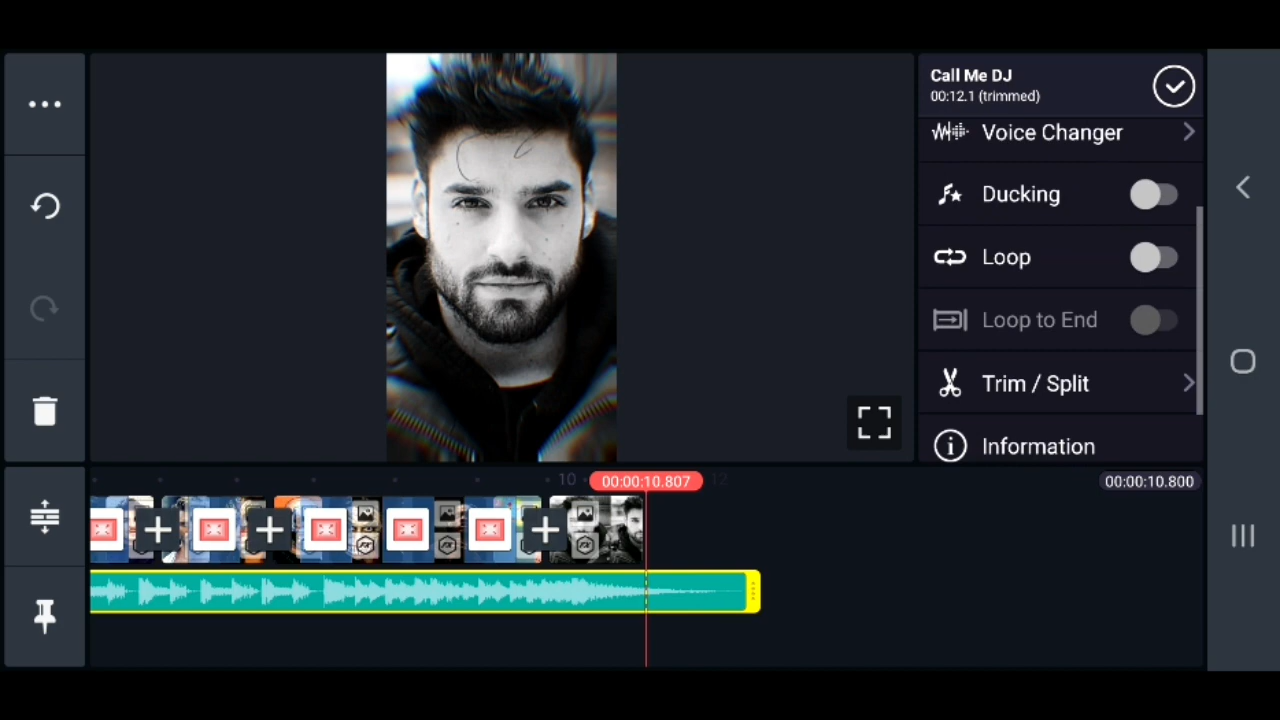 Call Me DJ
00:12.1 (trimmed)
Voice Changer
Ducking
Loop
Loop to End
Trim / Split
Information
10
00:00:10.807
12
00:00:10.800